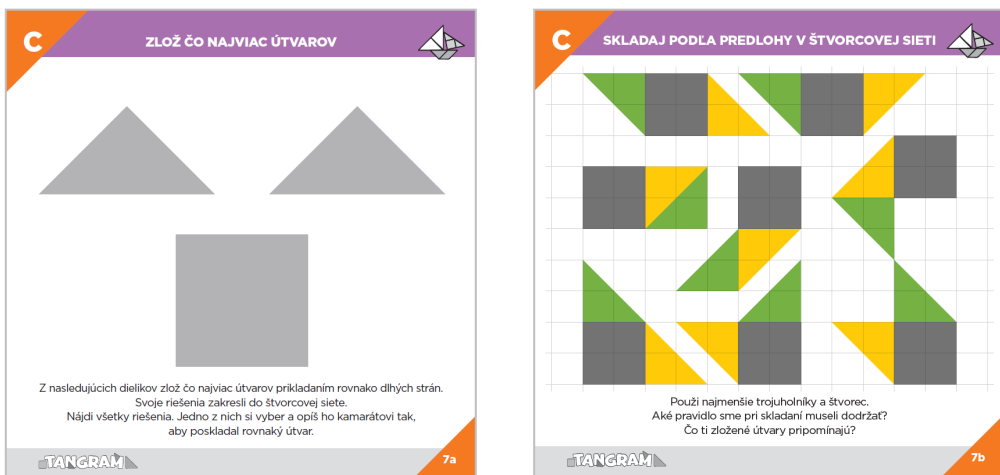 C
ZLOŽ ČO NAJVIAC ÚTVAROV
Z nasledujúcich dielikov zlož čo najviac útvarov prikladaním rovnako dlhých strán.
Svoje riešenia zakresli do štvorcovej siete.
Nájdi všetky riešenia. Jedno z nich si vyber a opíš ho kamarátovi tak,
aby poskladal rovnaký útvar.
TANGRAM
7a
C
SKLADAJ PODĽA PREDLOHY V ŠTVORCOVEJ SIETI
Použi najmenšie trojuholníky a štvorec.
Aké pravidlo sme pri skladaní museli dodržať?
Čo ti zložené útvary pripomínajú?
TANGRAM
7b